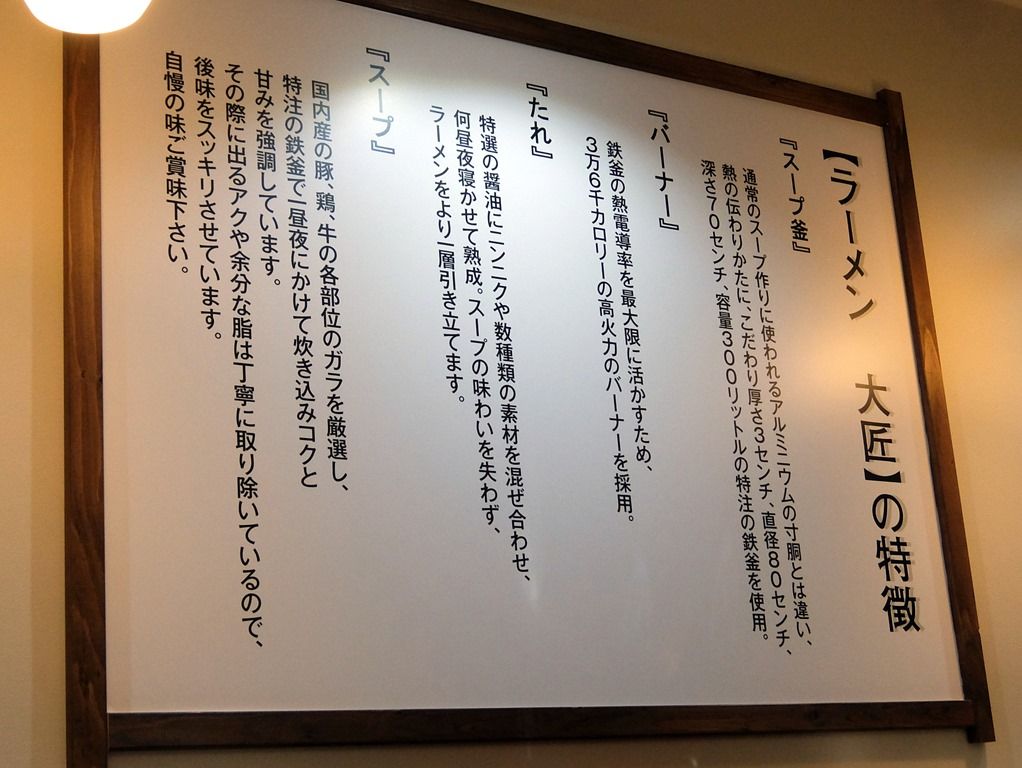 【ラーメン 大匠】の特徴
『スープ釜』
通常のスープ作りに使われるアルミニウムの寸胴とは違い、
熱の伝わりかたに、こだわり厚さ3センチ、直径80センチ、
深さ70センチ、容量300リットルの特注の鉄釜を使用。
『バーナー』
鉄釜の熱電導率を最大限に活かすため、
3万6千カロリーの高火力のバーナーを採用。
『たれ』
特選の醤油にニンニクや数種類の素材を混ぜ合わせ、
何昼夜寝かせて熟成。スープの味わいを失わず、
ラーメンをより一層引き立てます。
『スープ』
国内産の豚、鶏、牛の各部位のガラを厳選し、
特注の鉄釜で一昼夜にかけて炊き込みコクと
甘みを強調しています。
その際に出るアクや余分な脂は丁寧に取り除いているので、
後味をスッキリさせています。
自慢の味ご賞味下さい。